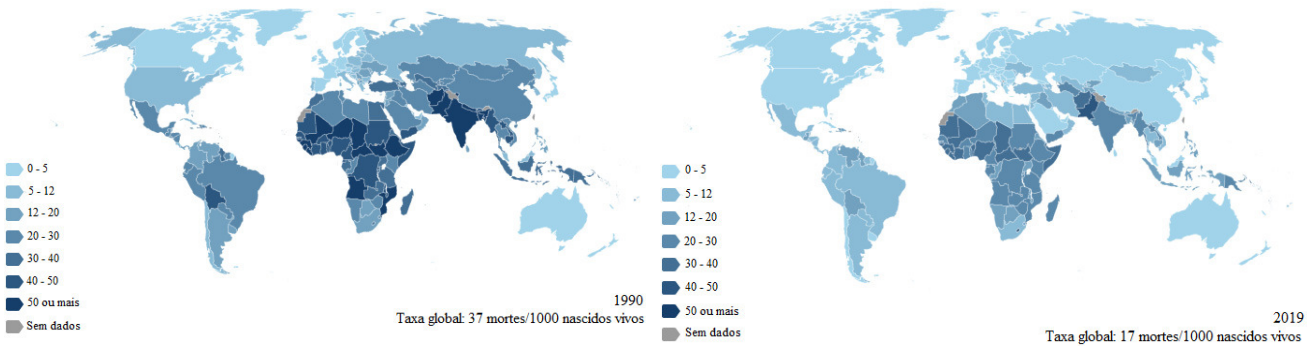 0 - 5
5 - 12
12 - 20
20 - 30
30 - 40
40 - 50
50 ou mais
Sem dados
1990
Taxa global: 37 mortes/1000 nascidos vivos
0 - 5
5 - 12
12 - 20
20 - 30
30 - 40
40 - 50
50 ou mais
Sem dados
2019
Taxa global: 17 mortes/1000 nascidos vivos